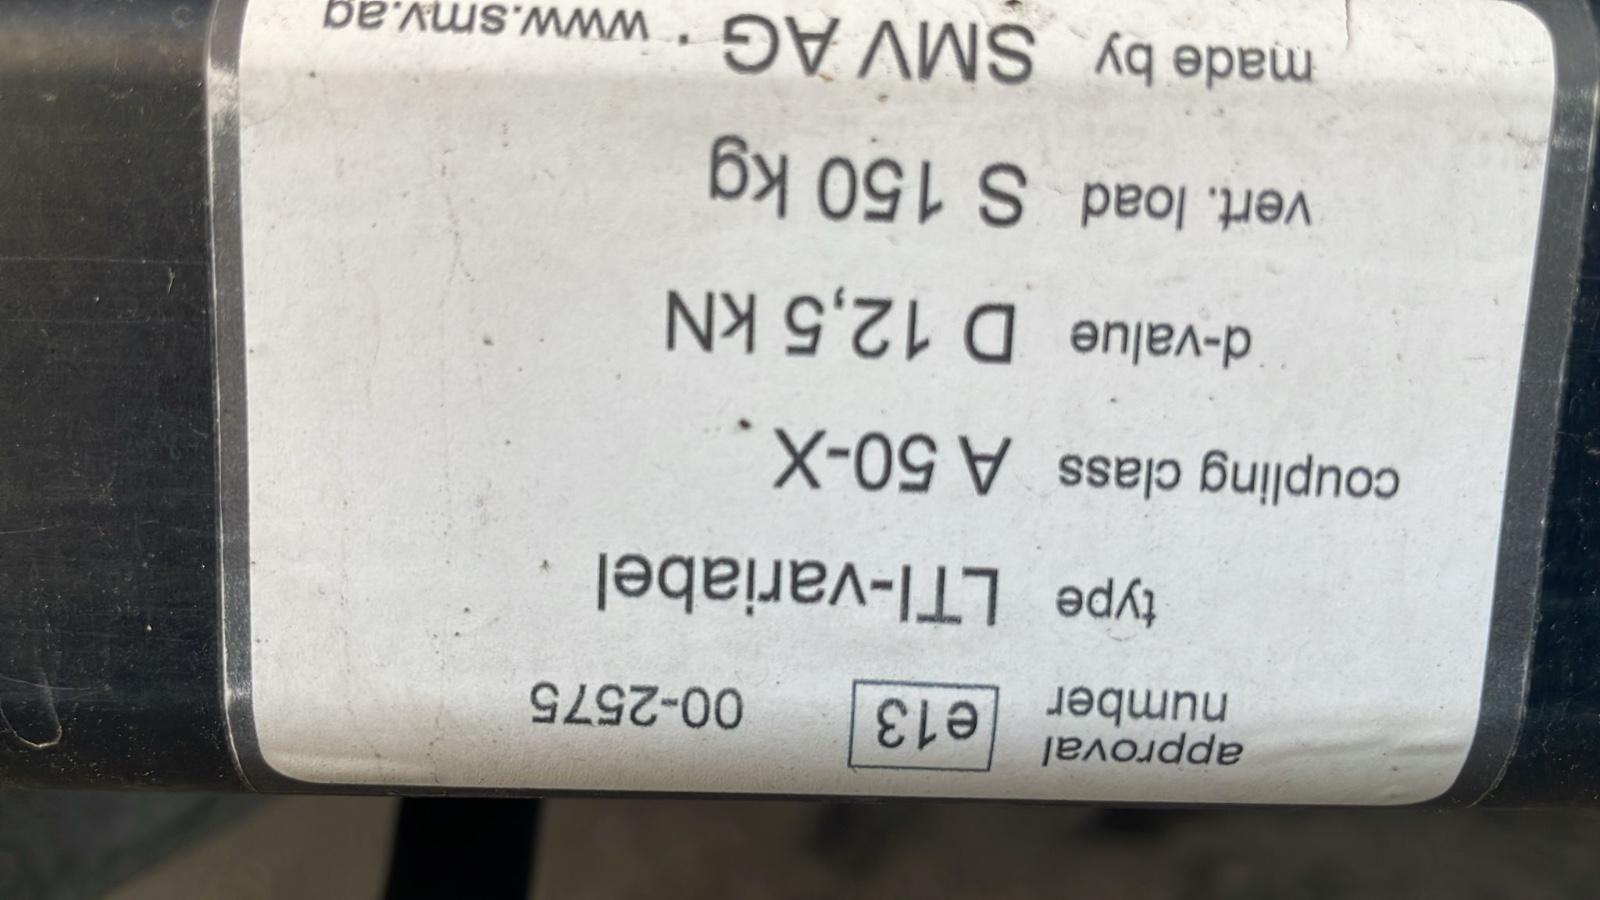 approval
number e13 00-2575
type LTI-variabel
coupling class A 50-X
d-value D 12,5 kN
vert. load S 150 kg
made by SMV AG · www.smv.ag